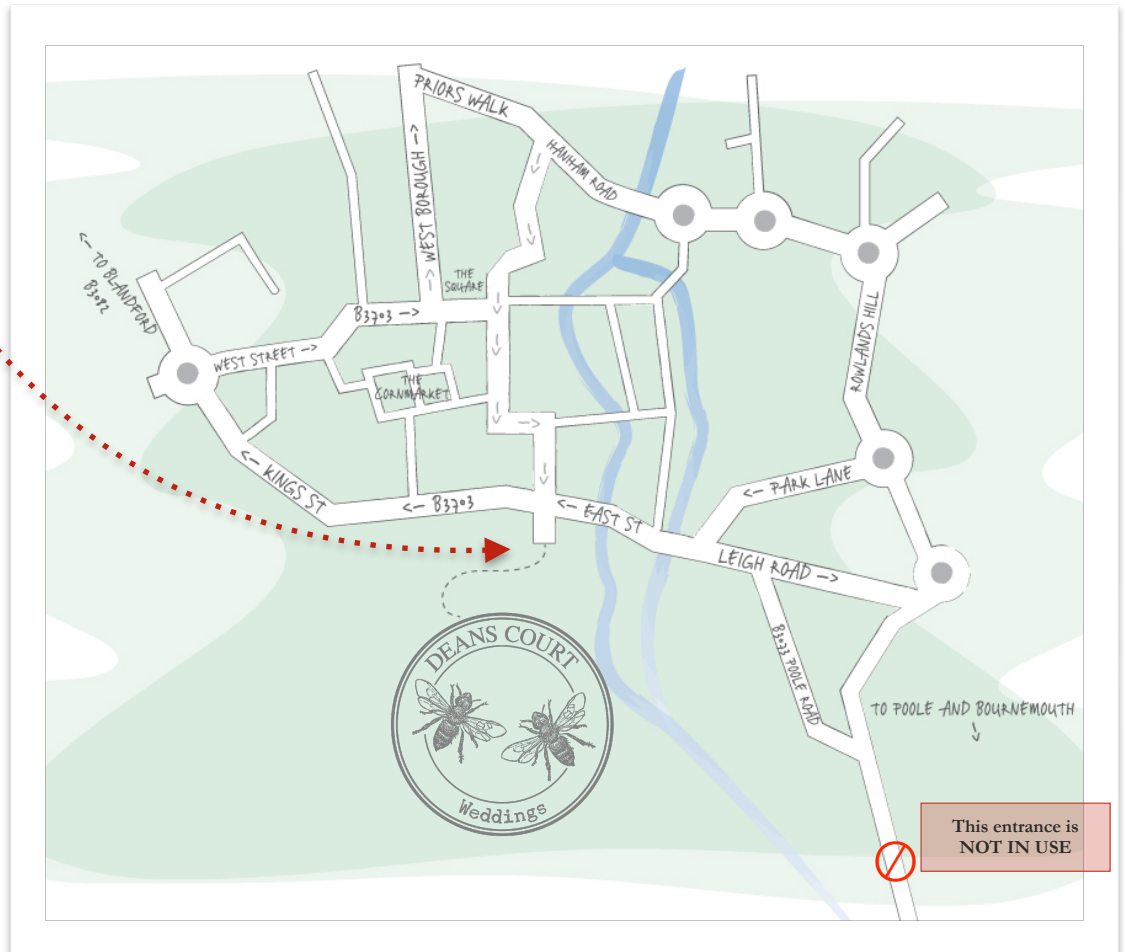 PRIORS WALK
HANHAM ROAD
WEST BOROUGH –>
THE
SQUARE
<– TO BLANDFORD
B3082
B3703 –>
WEST STREET –>
THE
CORNMARKET
ROWLANDS HILL
<– KINGS ST
<– B3703
<– EAST ST
<– PARK LANE
LEIGH ROAD –>
B3073 POOLE ROAD
TO POOLE AND BOURNEMOUTH
DEANS COURT
Weddings
This entrance is
NOT IN USE